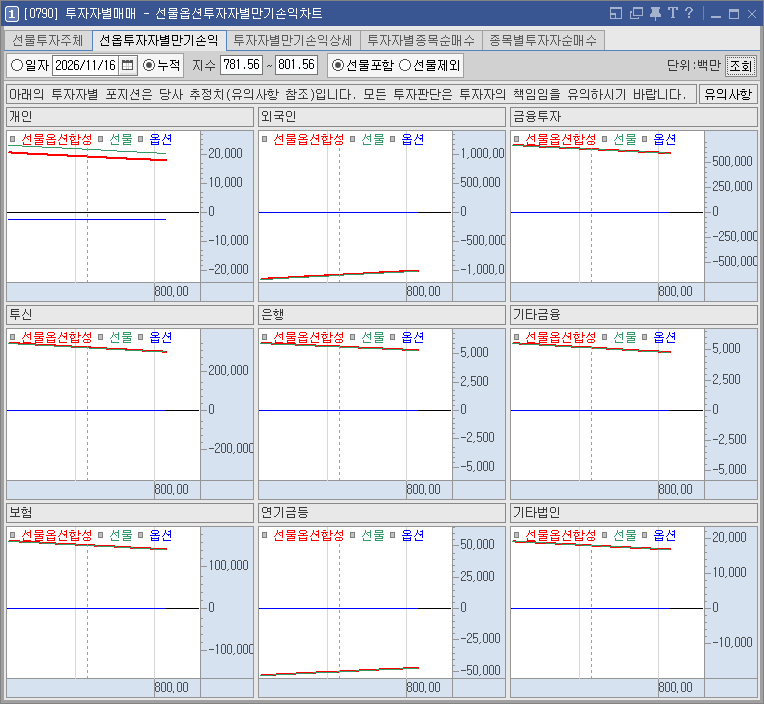 1 [0790] 투자자별매매 - 선물옵션투자자별만기손익차트
선물투자주체 선옵투자자별만기손익 투자자별만기손익상세 투자자별종목순매수 종목별투자자순매수
일자 2026/11/16 누적 지수 781.56 ~ 801.56 선물포함 선물제외 단위:백만 조회
아래의 투자자별 포지션은 당사 추정치(유의사항 참조)입니다. 모든 투자판단은 투자자의 책임임을 유의하시기 바랍니다. 유의사항
개인
선물옵션합성 선물 옵션
20,000
10,000
0
-10,000
-20,000
800,00
외국인
선물옵션합성 선물 옵션
1,000,00
500,000
0
-500,000
-1,000,0
800,00
금융투자
선물옵션합성 선물 옵션
500,000
250,000
0
-250,000
-500,000
800,00
투신
선물옵션합성 선물 옵션
200,000
0
-200,000
800,00
은행
선물옵션합성 선물 옵션
5,000
2,500
0
-2,500
-5,000
800,00
기타금융
선물옵션합성 선물 옵션
5,000
2,500
0
-2,500
-5,000
800,00
보험
선물옵션합성 선물 옵션
100,000
0
-100,000
800,00
연기금등
선물옵션합성 선물 옵션
50,000
25,000
0
-25,000
-50,000
800,00
기타법인
선물옵션합성 선물 옵션
20,000
10,000
0
-10,000
800,00